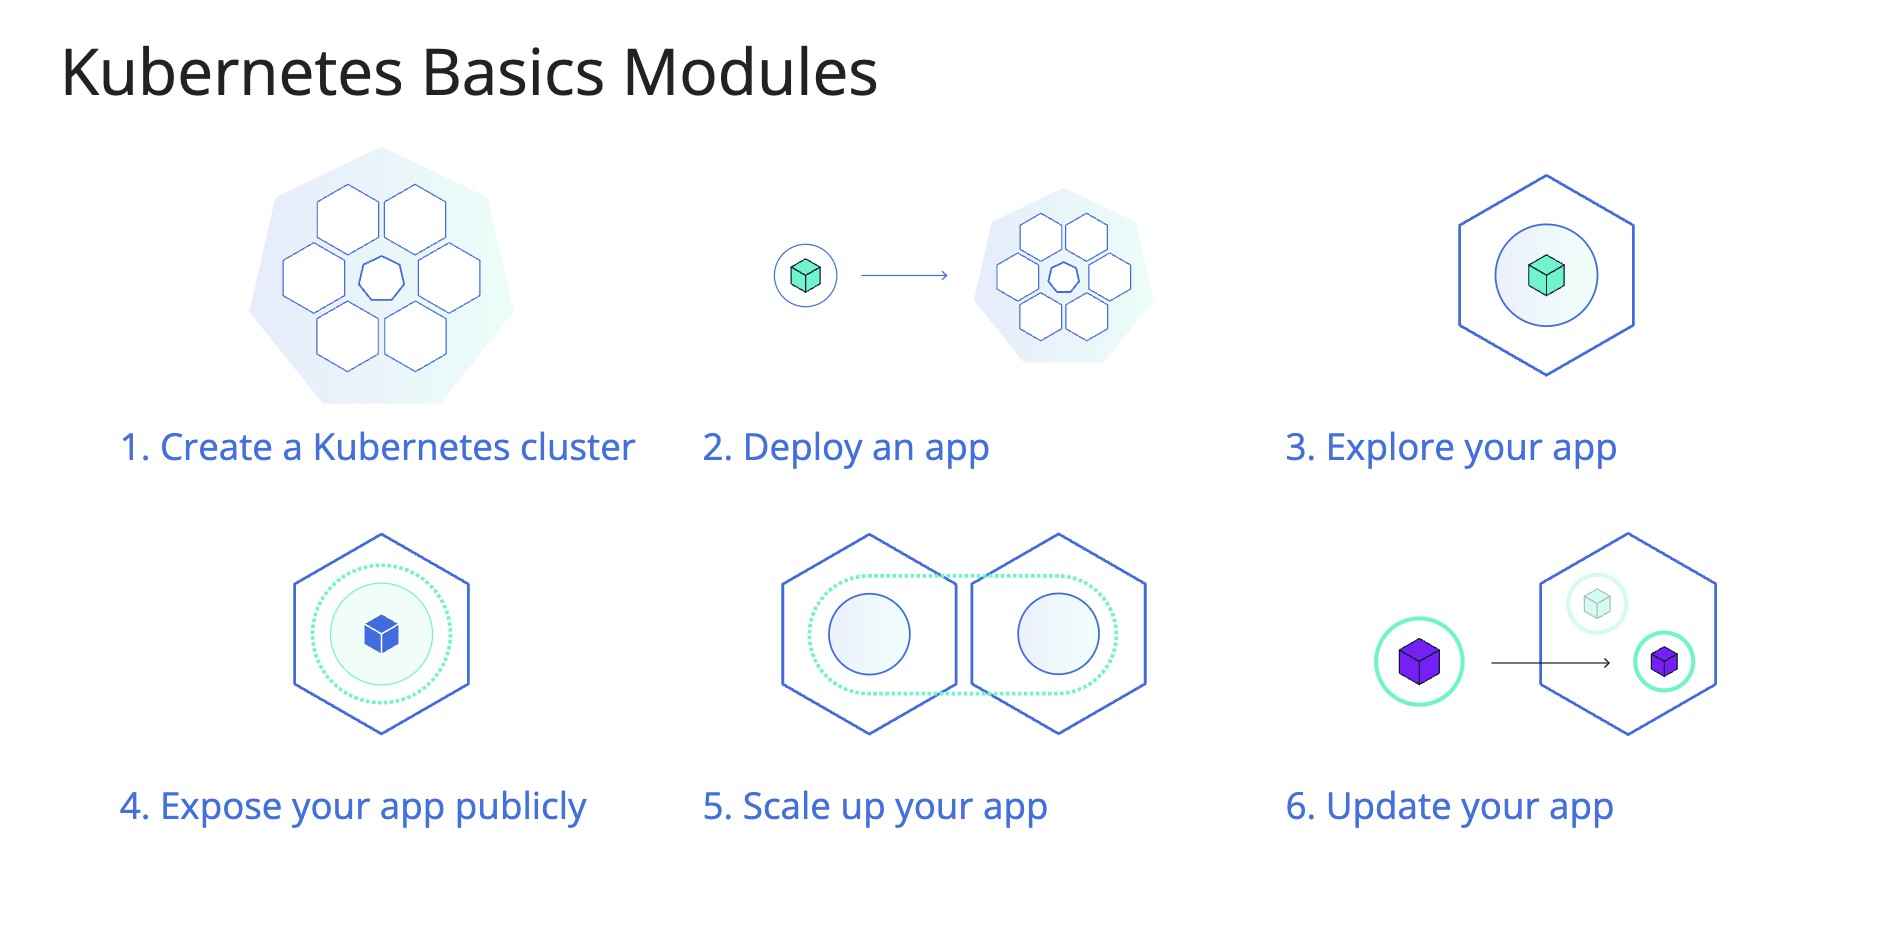 Kubernetes Basics Modules
1. Create a Kubernetes cluster
2. Deploy an app
3. Explore your app
4. Expose your app publicly
5. Scale up your app
6. Update your app